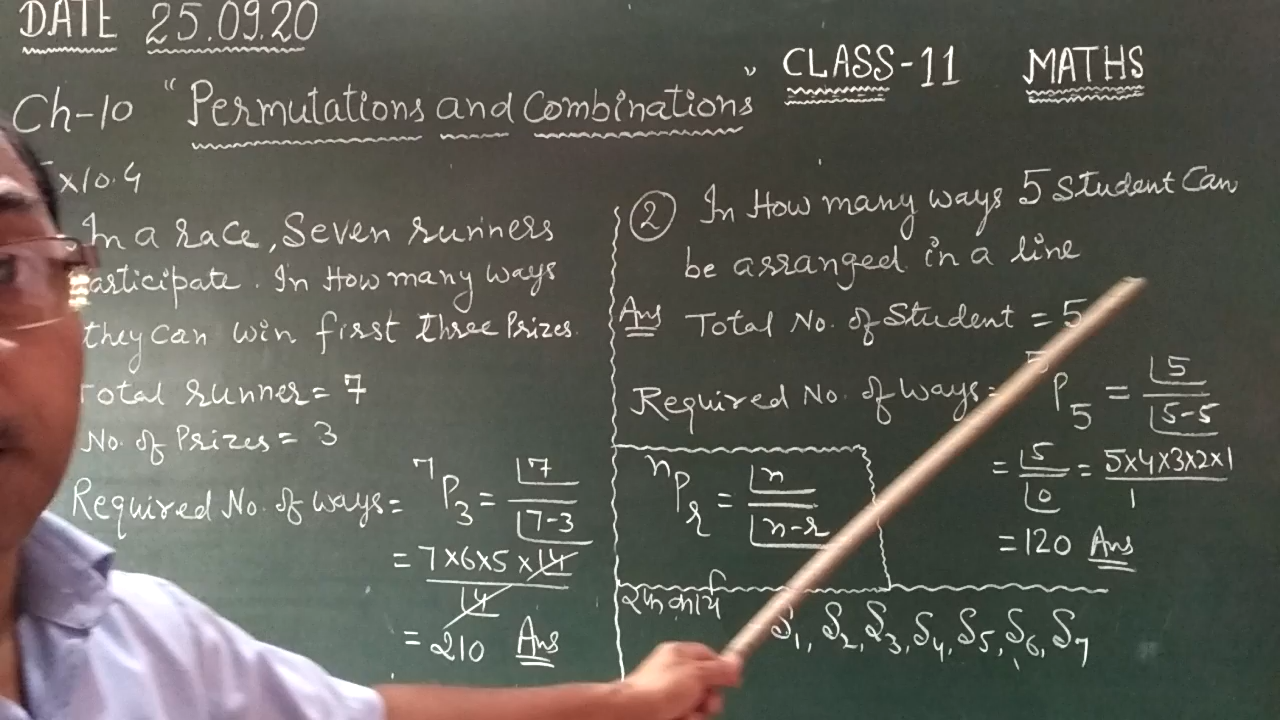 DATE 25.09.20
CLASS-11 MATHS
Ch-10 "Permutations and Combinations"
Ex 10.4
In a race, Seven runners
Participate. In How many ways
they can win first three Prizes.
Total runner = 7
No. of Prizes = 3
Required No. of ways = ⁷P₃ = ⌊7 / ⌊7-3
= 7×6×5×⌊4 / ⌊4
= 210 Ans
② In How many ways 5 Student Can
be arranged in a line
Ans Total No. of Student = 5
Required No. of ways = ⁵P₅ = ⌊5 / ⌊5-5
= ⌊5 / ⌊0 = 5×4×3×2×1 / 1
= 120 Ans
ⁿPr = ⌊n / ⌊n-r
S₁, S₂, S₃, S₄, S₅, S₆, S₇